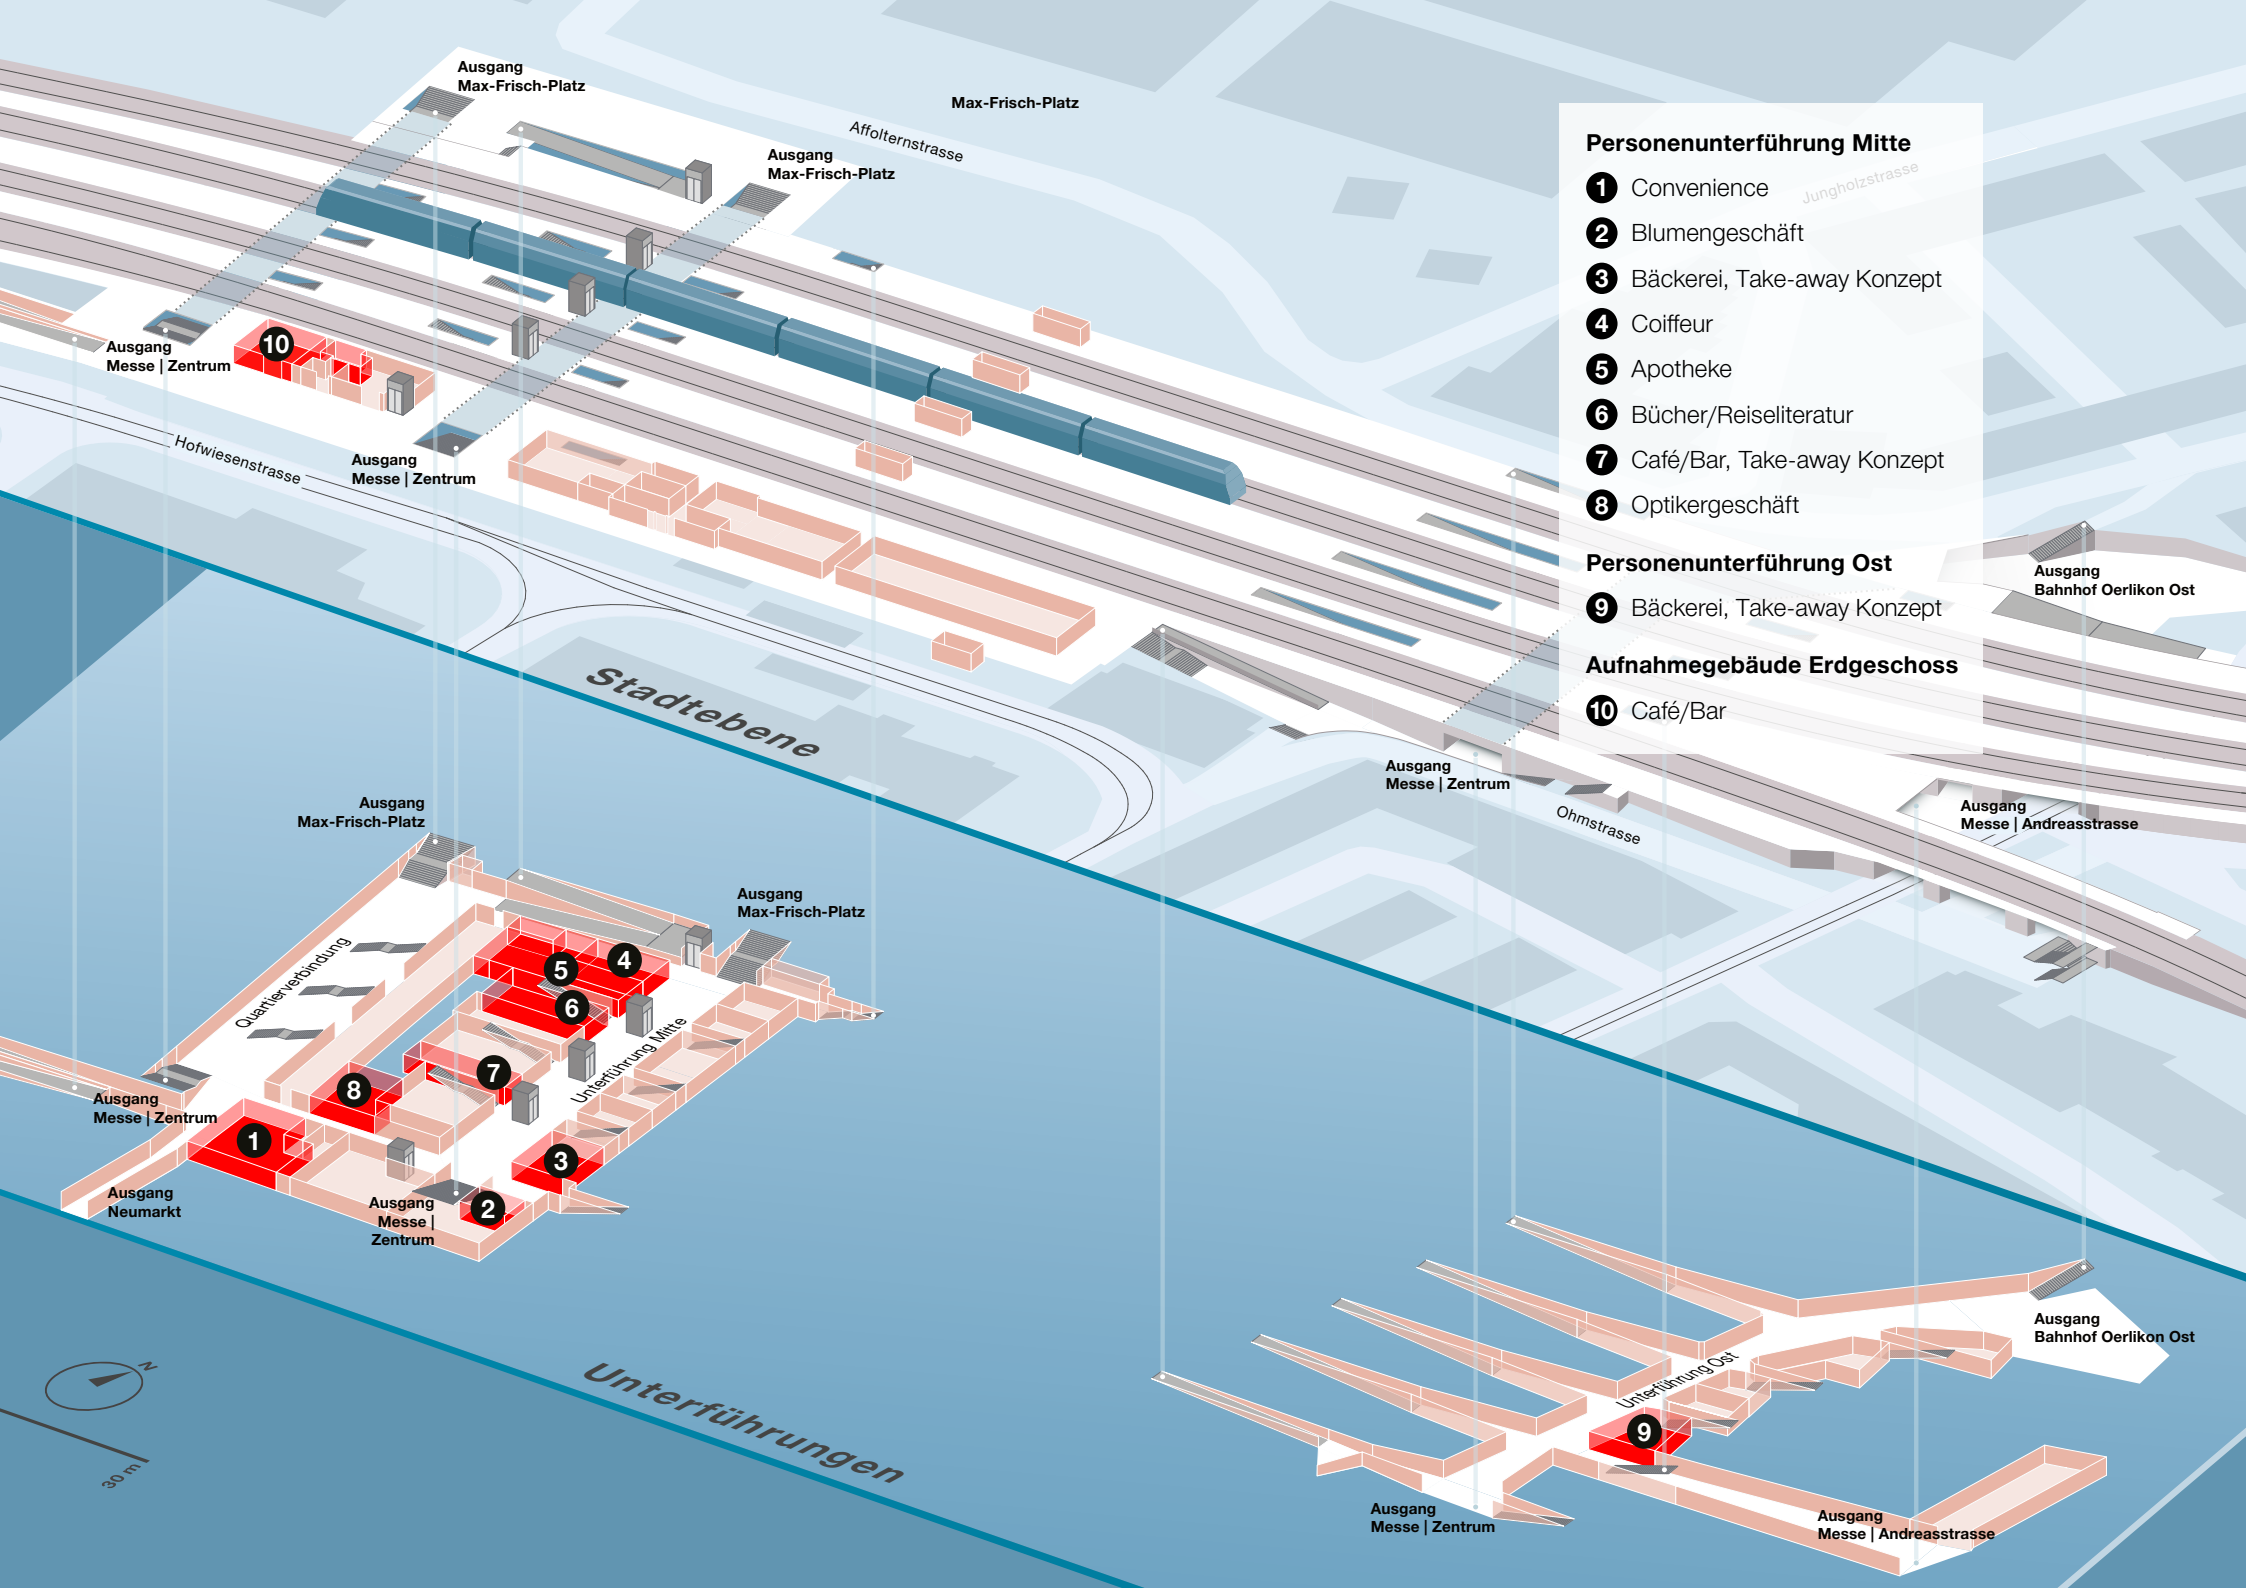 Ausgang
Max-Frisch-Platz
Max-Frisch-Platz
Affolternstrasse
Ausgang
Max-Frisch-Platz
Jungholzstrasse
Personenunterführung Mitte
1 Convenience
2 Blumengeschäft
3 Bäckerei, Take-away Konzept
4 Coiffeur
5 Apotheke
6 Bücher/Reiseliteratur
7 Café/Bar, Take-away Konzept
8 Optikergeschäft
Personenunterführung Ost
9 Bäckerei, Take-away Konzept
Aufnahmegebäude Erdgeschoss
10 Café/Bar
10
Ausgang
Messe | Zentrum
Hofwiesenstrasse
Ausgang
Messe | Zentrum
Ausgang
Bahnhof Oerlikon Ost
Stadtebene
Ausgang
Messe | Zentrum
Ohmstrasse
Ausgang
Messe | Andreasstrasse
Ausgang
Max-Frisch-Platz
Ausgang
Max-Frisch-Platz
Quartierverbindung
4
5
6
Unterführung Mitte
7
8
Ausgang
Messe | Zentrum
1
3
Ausgang
Neumarkt
2
Ausgang
Messe |
Zentrum
Ausgang
Bahnhof Oerlikon Ost
Unterführung Ost
9
N
30 m
Unterführungen
Ausgang
Messe | Zentrum
Ausgang
Messe | Andreasstrasse